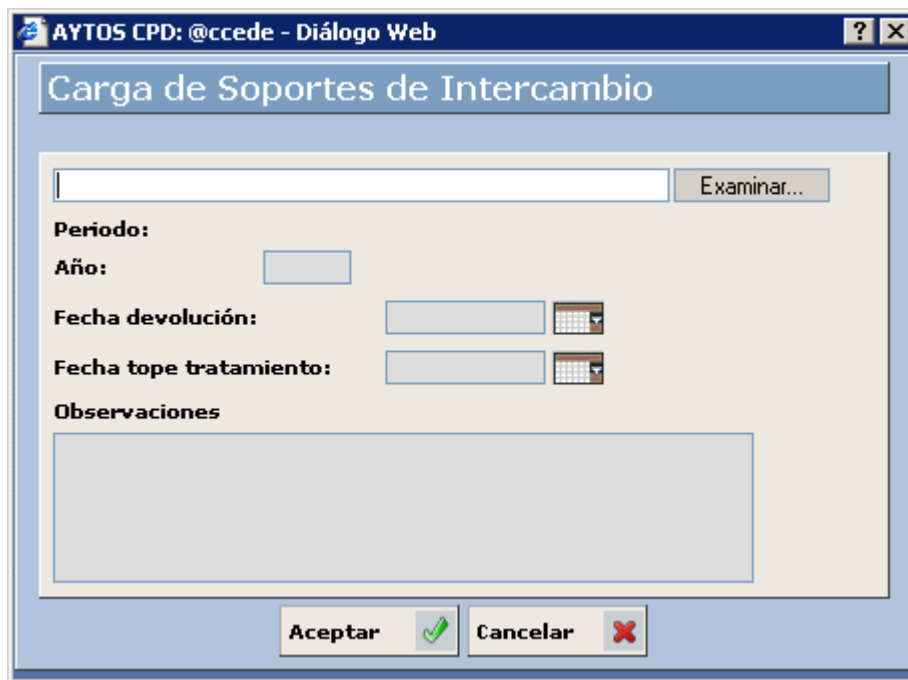 AYTOS CPD: @ccede - Diálogo Web
Carga de Soportes de Intercambio
Examinar...
Periodo:
Año:
Fecha devolución:
Fecha tope tratamiento:
Observaciones
Aceptar Cancelar